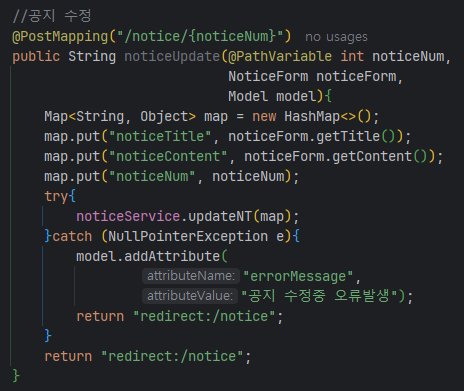 //공지 수정
@PostMapping("/notice/{noticeNum}") no usages
public String noticeUpdate(@PathVariable int noticeNum,
NoticeForm noticeForm,
Model model){
Map<String, Object> map = new HashMap<>();
map.put("noticeTitle", noticeForm.getTitle());
map.put("noticeContent", noticeForm.getContent());
map.put("noticeNum", noticeNum);
try{
noticeService.updateNT(map);
}catch (NullPointerException e){
model.addAttribute(
attributeName: "errorMessage",
attributeValue: "공지 수정중 오류발생");
return "redirect:/notice";
}
return "redirect:/notice";
}